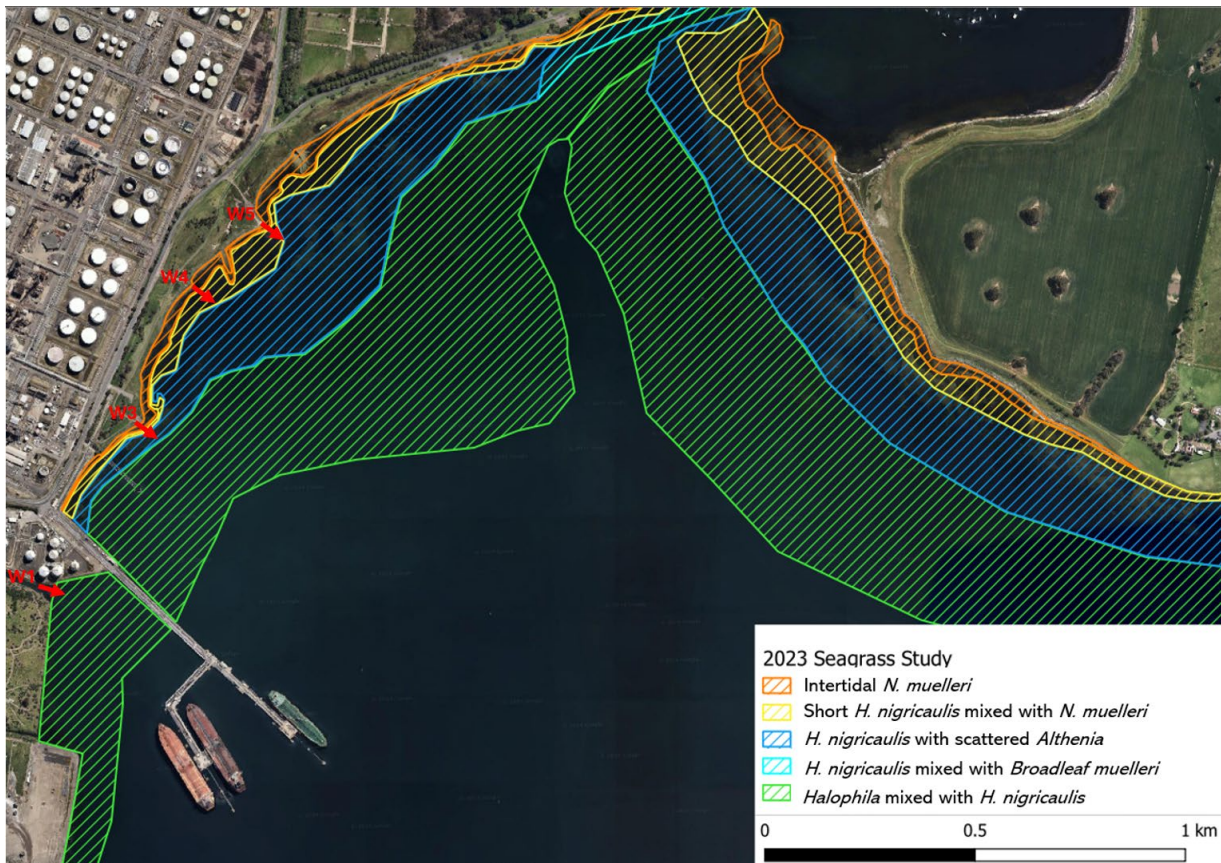 W5
W4
W3
W1
2023 Seagrass Study
Intertidal N. muelleri
Short H. nigricaulis mixed with N. muelleri
H. nigricaulis with scattered Althenia
H. nigricaulis mixed with Broadleaf muelleri
Halophila mixed with H. nigricaulis
0 0.5 1 km